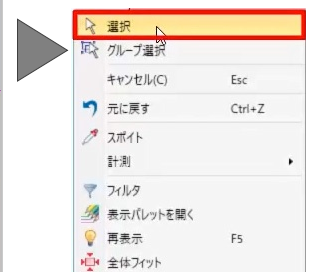 選択
グループ選択
キャンセル(C) Esc
元に戻す Ctrl+Z
スポイト
計測
フィルタ
表示パレットを開く
再表示 F5
全体フィット